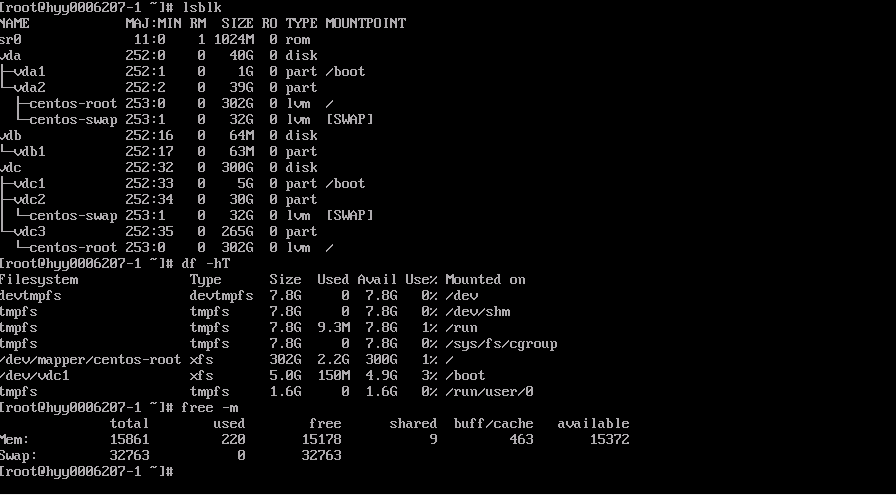 [root@hyy0006207-1 ~]# lsblk
NAME            MAJ:MIN RM  SIZE RO TYPE MOUNTPOINT
sr0              11:0    1 1024M  0 rom
vda             252:0    0   40G  0 disk
├─vda1          252:1    0    1G  0 part /boot
└─vda2          252:2    0   39G  0 part
  ├─centos-root 253:0    0  302G  0 lvm  /
  └─centos-swap 253:1    0   32G  0 lvm  [SWAP]
vdb             252:16   0   64M  0 disk
└─vdb1          252:17   0   63M  0 part
vdc             252:32   0  300G  0 disk
├─vdc1          252:33   0    5G  0 part /boot
├─vdc2          252:34   0   30G  0 part
│ └─centos-swap 253:1    0   32G  0 lvm  [SWAP]
└─vdc3          252:35   0  265G  0 part
  └─centos-root 253:0    0  302G  0 lvm  /
[root@hyy0006207-1 ~]# df -hT
Filesystem              Type      Size  Used Avail Use% Mounted on
devtmpfs                devtmpfs  7.8G     0  7.8G   0% /dev
tmpfs                   tmpfs     7.8G     0  7.8G   0% /dev/shm
tmpfs                   tmpfs     7.8G  9.3M  7.8G   1% /run
tmpfs                   tmpfs     7.8G     0  7.8G   0% /sys/fs/cgroup
/dev/mapper/centos-root xfs       302G  2.2G  300G   1% /
/dev/vdc1               xfs       5.0G  150M  4.9G   3% /boot
tmpfs                   tmpfs     1.6G     0  1.6G   0% /run/user/0
[root@hyy0006207-1 ~]# free -m
              total        used        free      shared  buff/cache   available
Mem:          15861         220       15178           9         463       15372
Swap:         32763           0       32763
[root@hyy0006207-1 ~]#